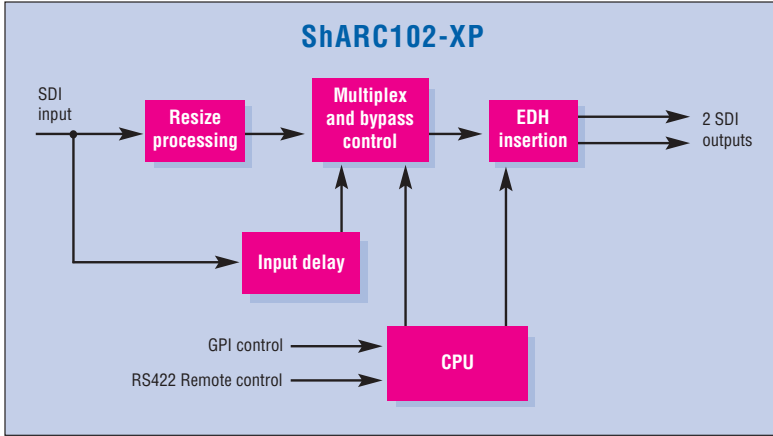 ShARC102-XP
SDI
input
Resize
processing
Multiplex
and bypass
control
EDH
insertion
2 SDI
outputs
Input delay
GPI control
RS422 Remote control
CPU